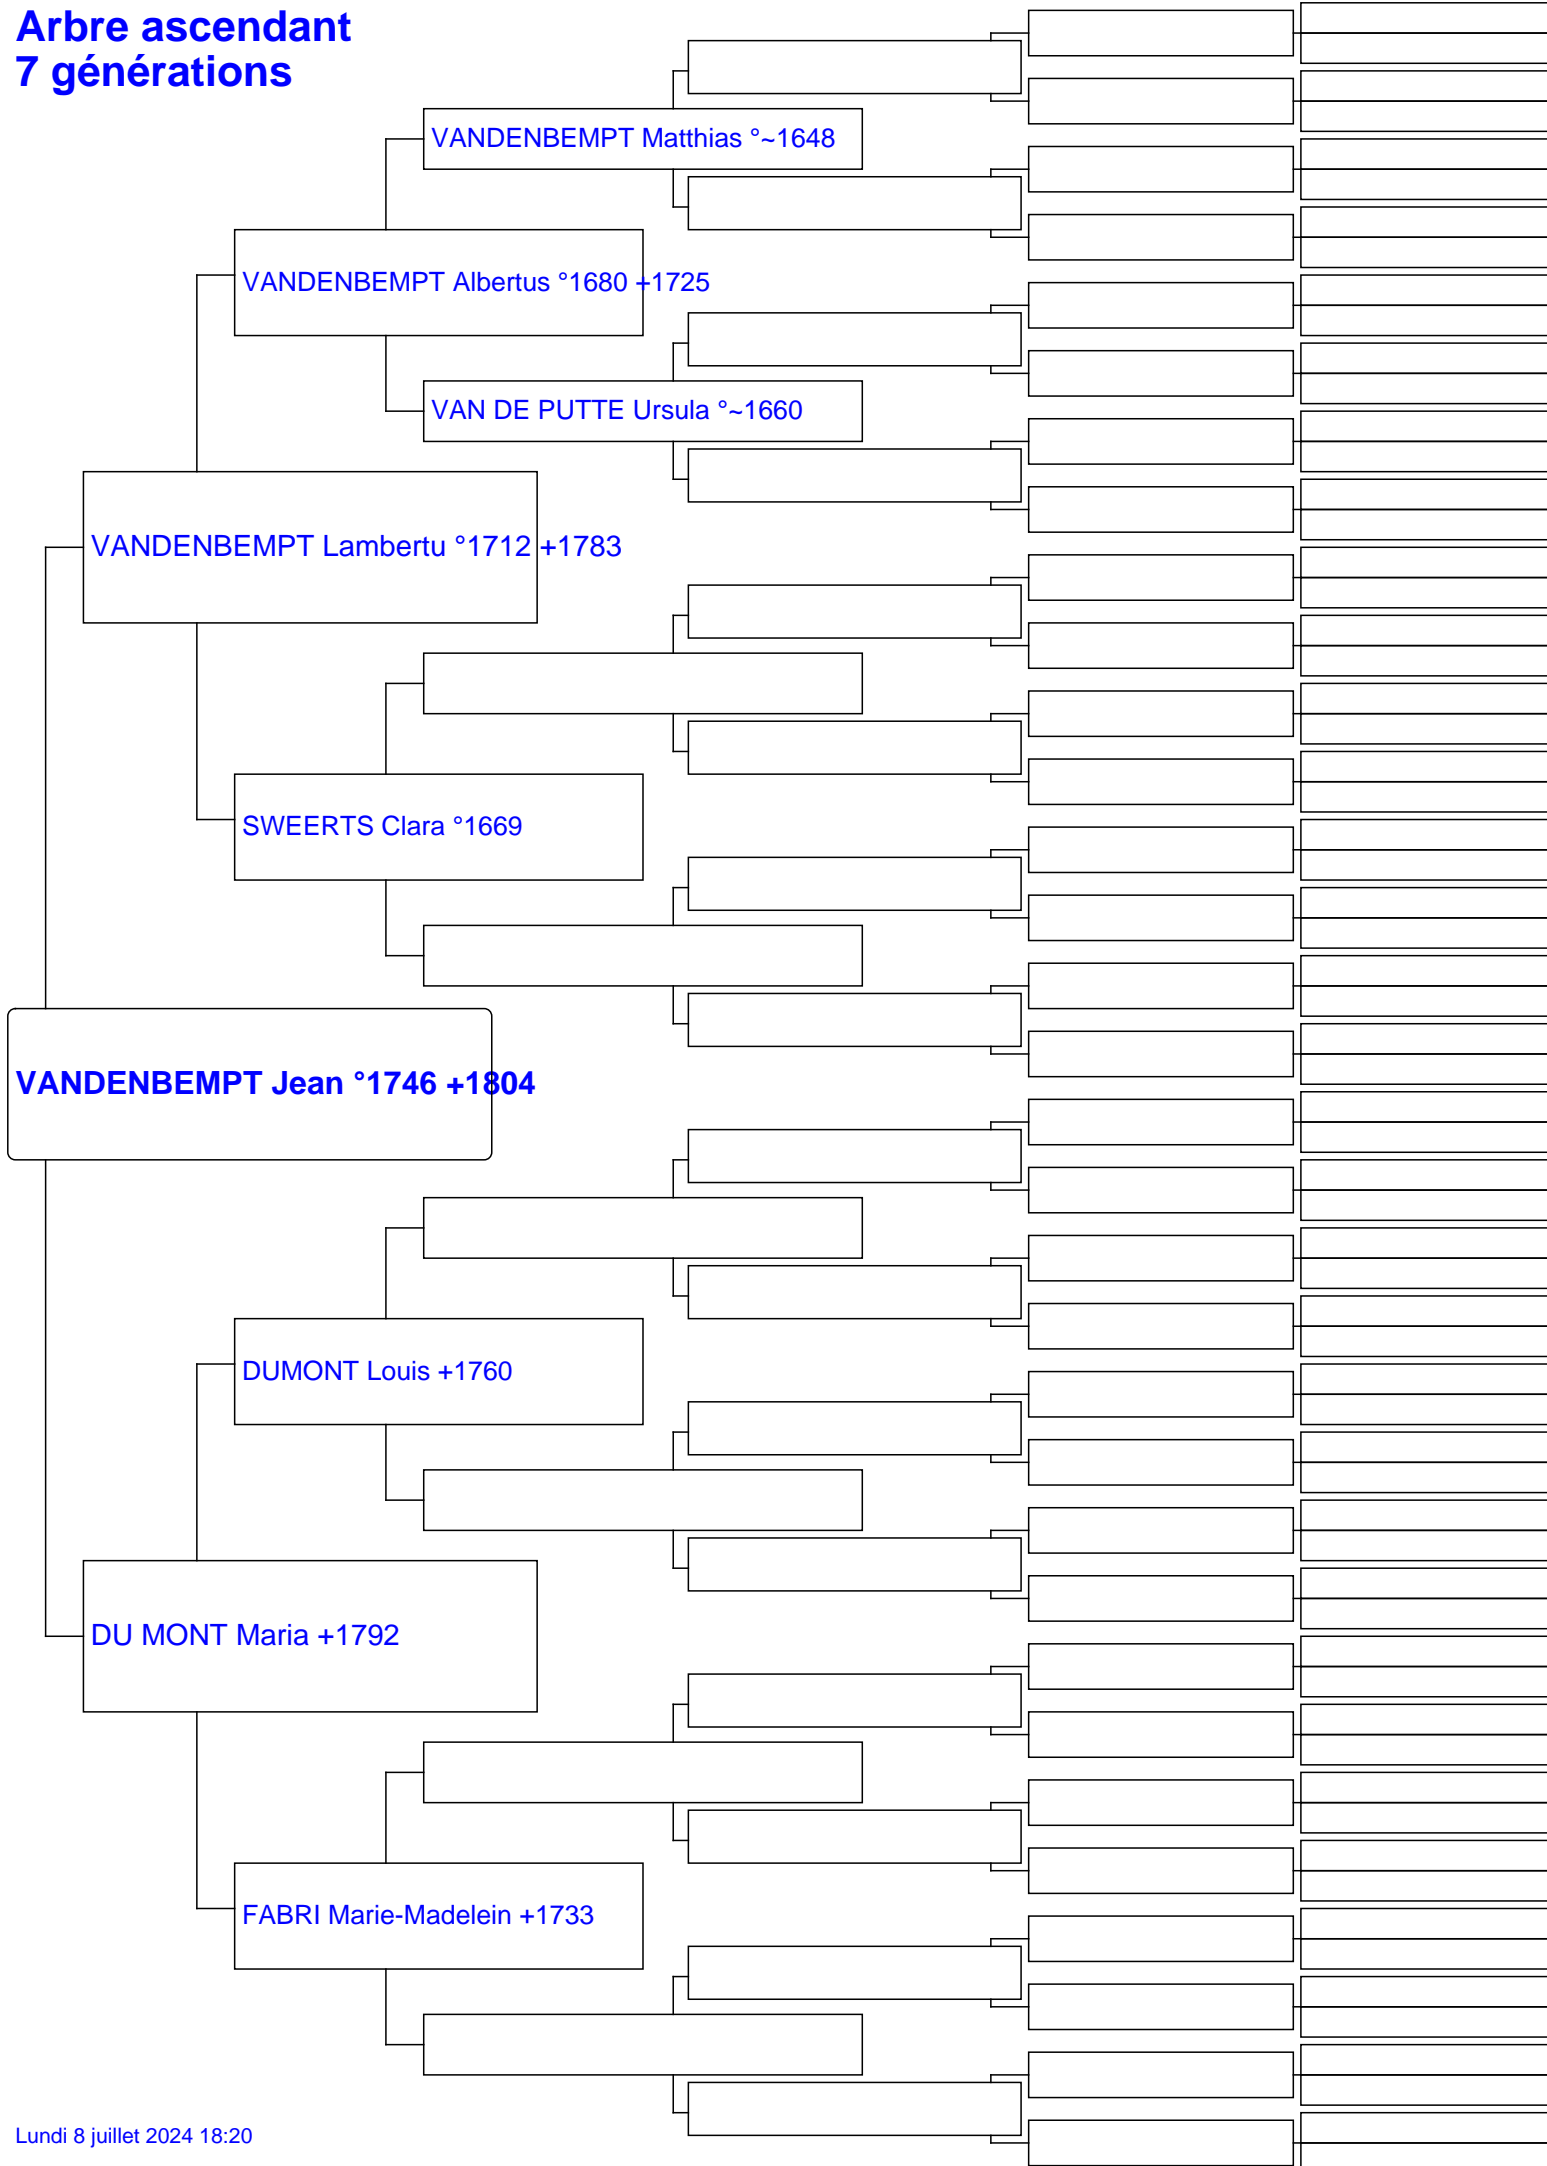 Arbre ascendant
7 générations
VANDENBEMPT Matthias °~1648
VANDENBEMPT Albertus °1680 +1725
VAN DE PUTTE Ursula °~1660
VANDENBEMPT Lambertu °1712 +1783
SWEERTS Clara °1669
VANDENBEMPT Jean °1746 +1804
DUMONT Louis +1760
DU MONT Maria +1792
FABRI Marie-Madelein +1733
Lundi 8 juillet 2024 18:20